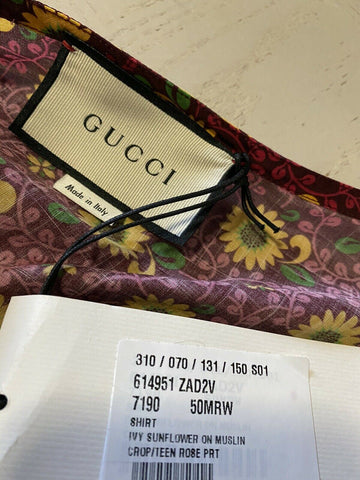 GUCCI
Made in Italy
310 / 070 / 131 / 150 S01
614951 ZAD2V
7190 50MRW
SHIRT
IVY SUNFLOWER ON MUSLIN
CROP/TEEN ROSE PRT